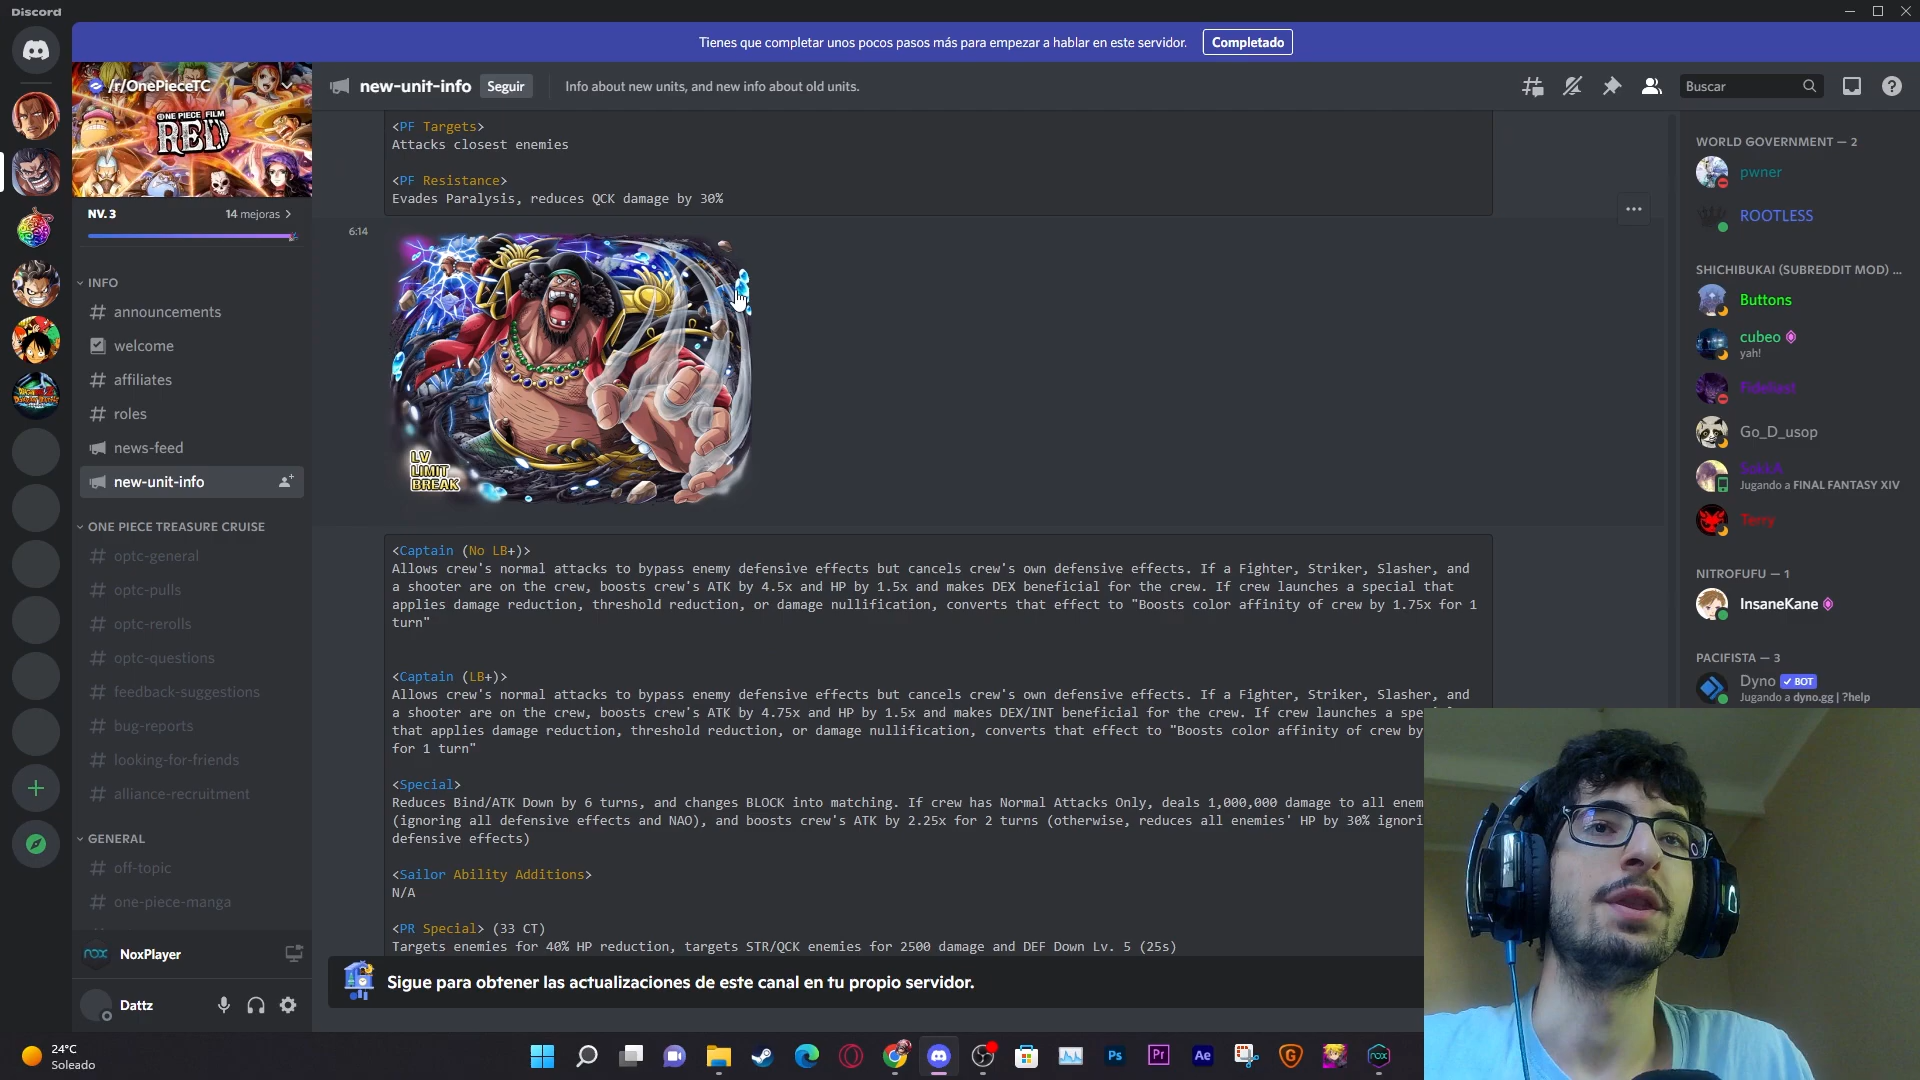 Discord
Tienes que completar unos pocos pasos más para empezar a hablar en este servidor.
Completado
/r/OnePieceTC
ONE PIECE FILM
RED
NV. 3
14 mejoras
new-unit-info
Seguir
Info about new units, and new info about old units.
Buscar
INFO
announcements
welcome
affiliates
roles
news-feed
new-unit-info
ONE PIECE TREASURE CRUISE
optc-general
optc-pulls
optc-rerolls
optc-questions
feedback-suggestions
bug-reports
looking-for-friends
alliance-recruitment
GENERAL
off-topic
one-piece-manga
nox
NoxPlayer
Dattz
<PF Targets>
Attacks closest enemies
<PF Resistance>
Evades Paralysis, reduces QCK damage by 30%
6:14
LV
LIMIT
BREAK
<Captain (No LB+)>
Allows crew's normal attacks to bypass enemy defensive effects but cancels crew's own defensive effects. If a Fighter, Striker, Slasher, and
a shooter are on the crew, boosts crew's ATK by 4.5x and HP by 1.5x and makes DEX beneficial for the crew. If crew launches a special that
applies damage reduction, threshold reduction, or damage nullification, converts that effect to "Boosts color affinity of crew by 1.75x for 1
turn"
<Captain (LB+)>
Allows crew's normal attacks to bypass enemy defensive effects but cancels crew's own defensive effects. If a Fighter, Striker, Slasher, and
a shooter are on the crew, boosts crew's ATK by 4.75x and HP by 1.5x and makes DEX/INT beneficial for the crew. If crew launches a
that applies damage reduction, threshold reduction, or damage nullification, converts that effect to "Boosts color affinity of crew by
for 1 turn"
<Special>
Reduces Bind/ATK Down by 6 turns, and changes BLOCK into matching. If crew has Normal Attacks Only, deals 1,000,000 damage to all enem
(ignoring all defensive effects and NAO), and boosts crew's ATK by 2.25x for 2 turns (otherwise, reduces all enemies' HP by 30% ignori
defensive effects)
<Sailor Ability Additions>
N/A
<PR Special> (33 CT)
Targets enemies for 40% HP reduction, targets STR/QCK enemies for 2500 damage and DEF Down Lv. 5 (25s)
Sigue para obtener las actualizaciones de este canal en tu propio servidor.
WORLD GOVERNMENT — 2
pwner
ROOTLESS
SHICHIBUKAI (SUBREDDIT MOD) ...
Buttons
cubeo
yah!
Fideliast
Go_D_usop
SokkA
Jugando a FINAL FANTASY XIV
Terry
NITROFUFU — 1
InsaneKane
PACIFISTA — 3
Dyno
BOT
Jugando a dyno.gg | ?help
24°C
Soleado
Ps
Pr
Ae
nox